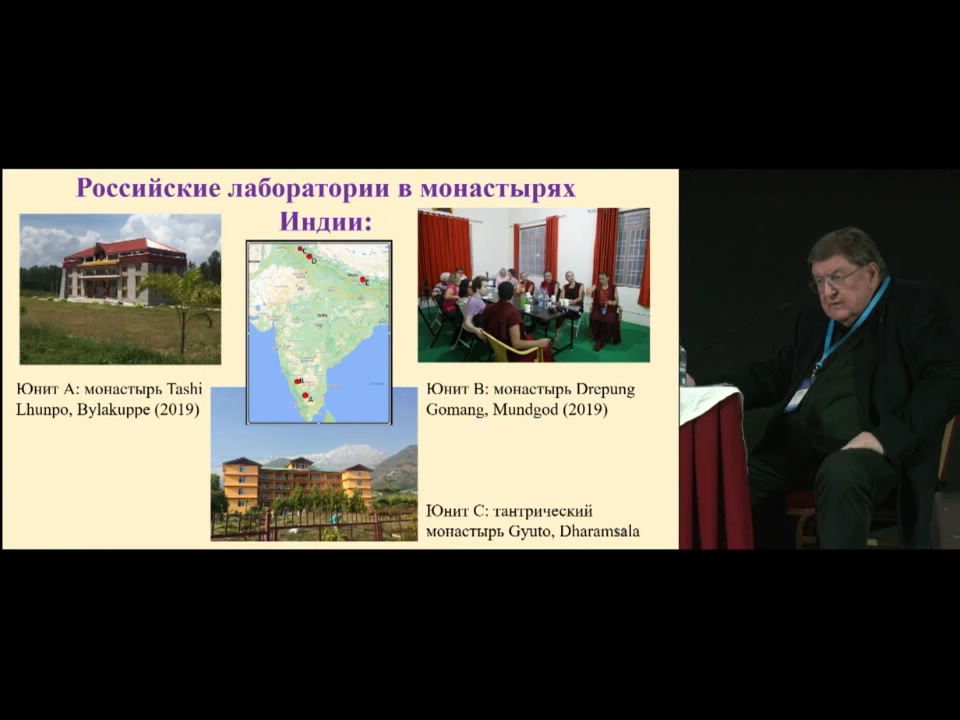 Российские лаборатории в монастырях
Индии:
C
D
E
India
B
A
Юнит А: монастырь Tashi
Lhunpo, Bylakuppe (2019)
Юнит В: монастырь Drepung
Gomang, Mundgod (2019)
Юнит С: тантрический
монастырь Gyuto, Dharamsala